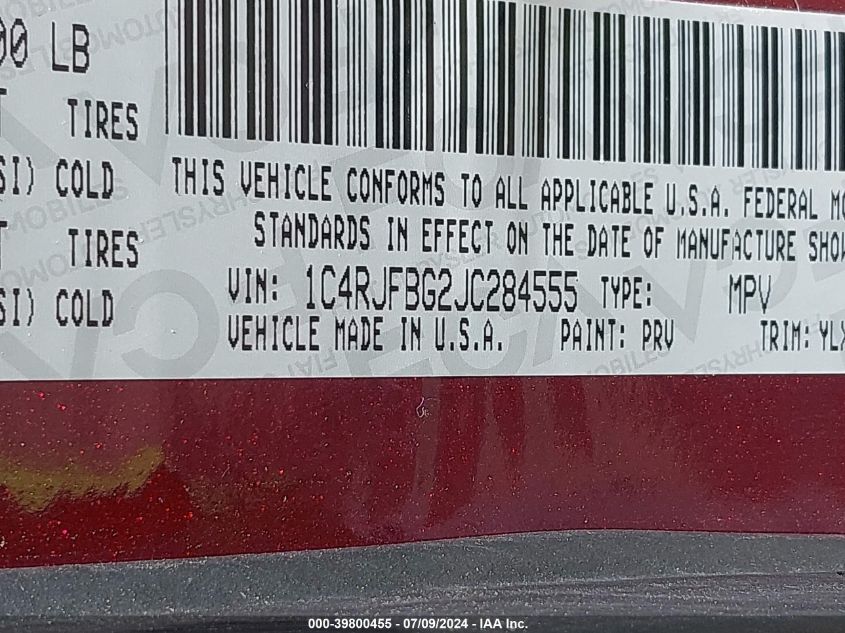 00 LB
TIRES
SI) COLD
TIRES
SI) COLD
THIS VEHICLE CONFORMS TO ALL APPLICABLE U.S.A. FEDERAL MO
STANDARDS IN EFFECT ON THE DATE OF MANUFACTURE SHOW
VIN: 1C4RJFBG2JC284555 TYPE: MPV
VEHICLE MADE IN U.S.A. PAINT: PRV TRIM: YLX
000-39800455 - 07/09/2024 - IAA Inc.